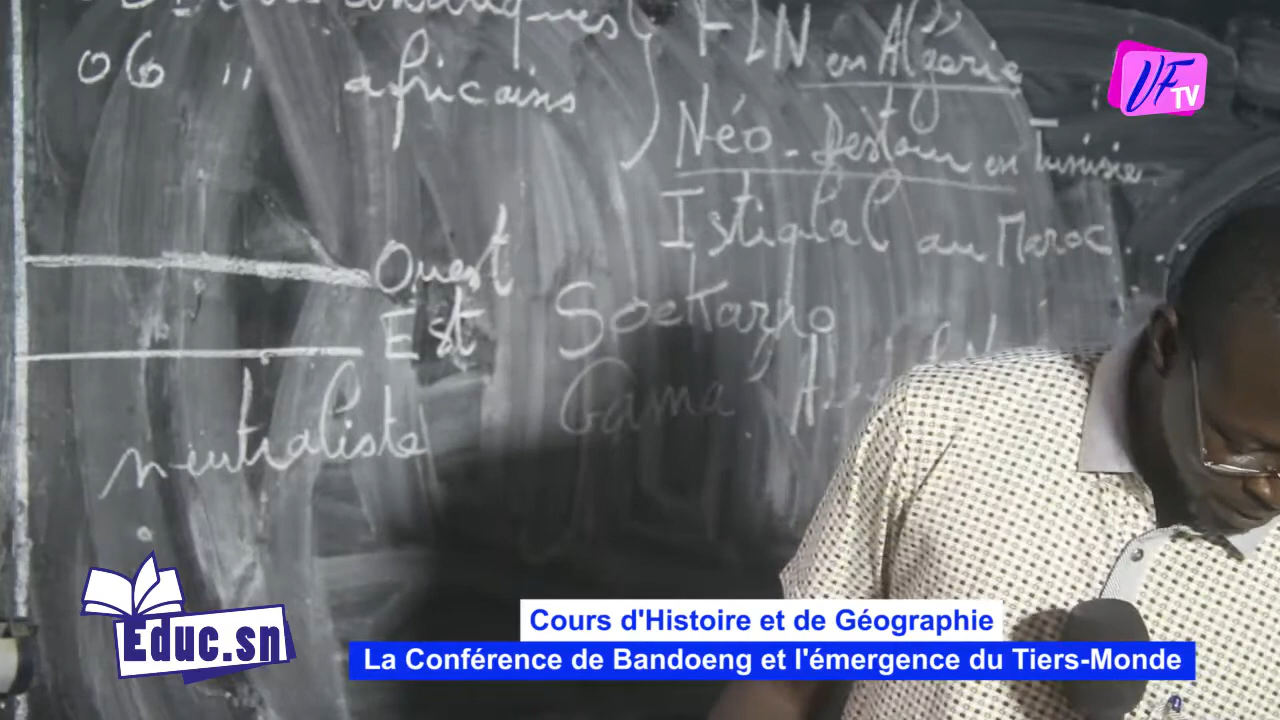 06 " africains
FLN en Algérie
Néo-Destour en Tunisie
Istiqlal au Maroc
Ouest
Est
neutraliste
Soekarno
Gama
VF TV
Educ.sn
Cours d'Histoire et de Géographie
La Conférence de Bandoeng et l'émergence du Tiers-Monde